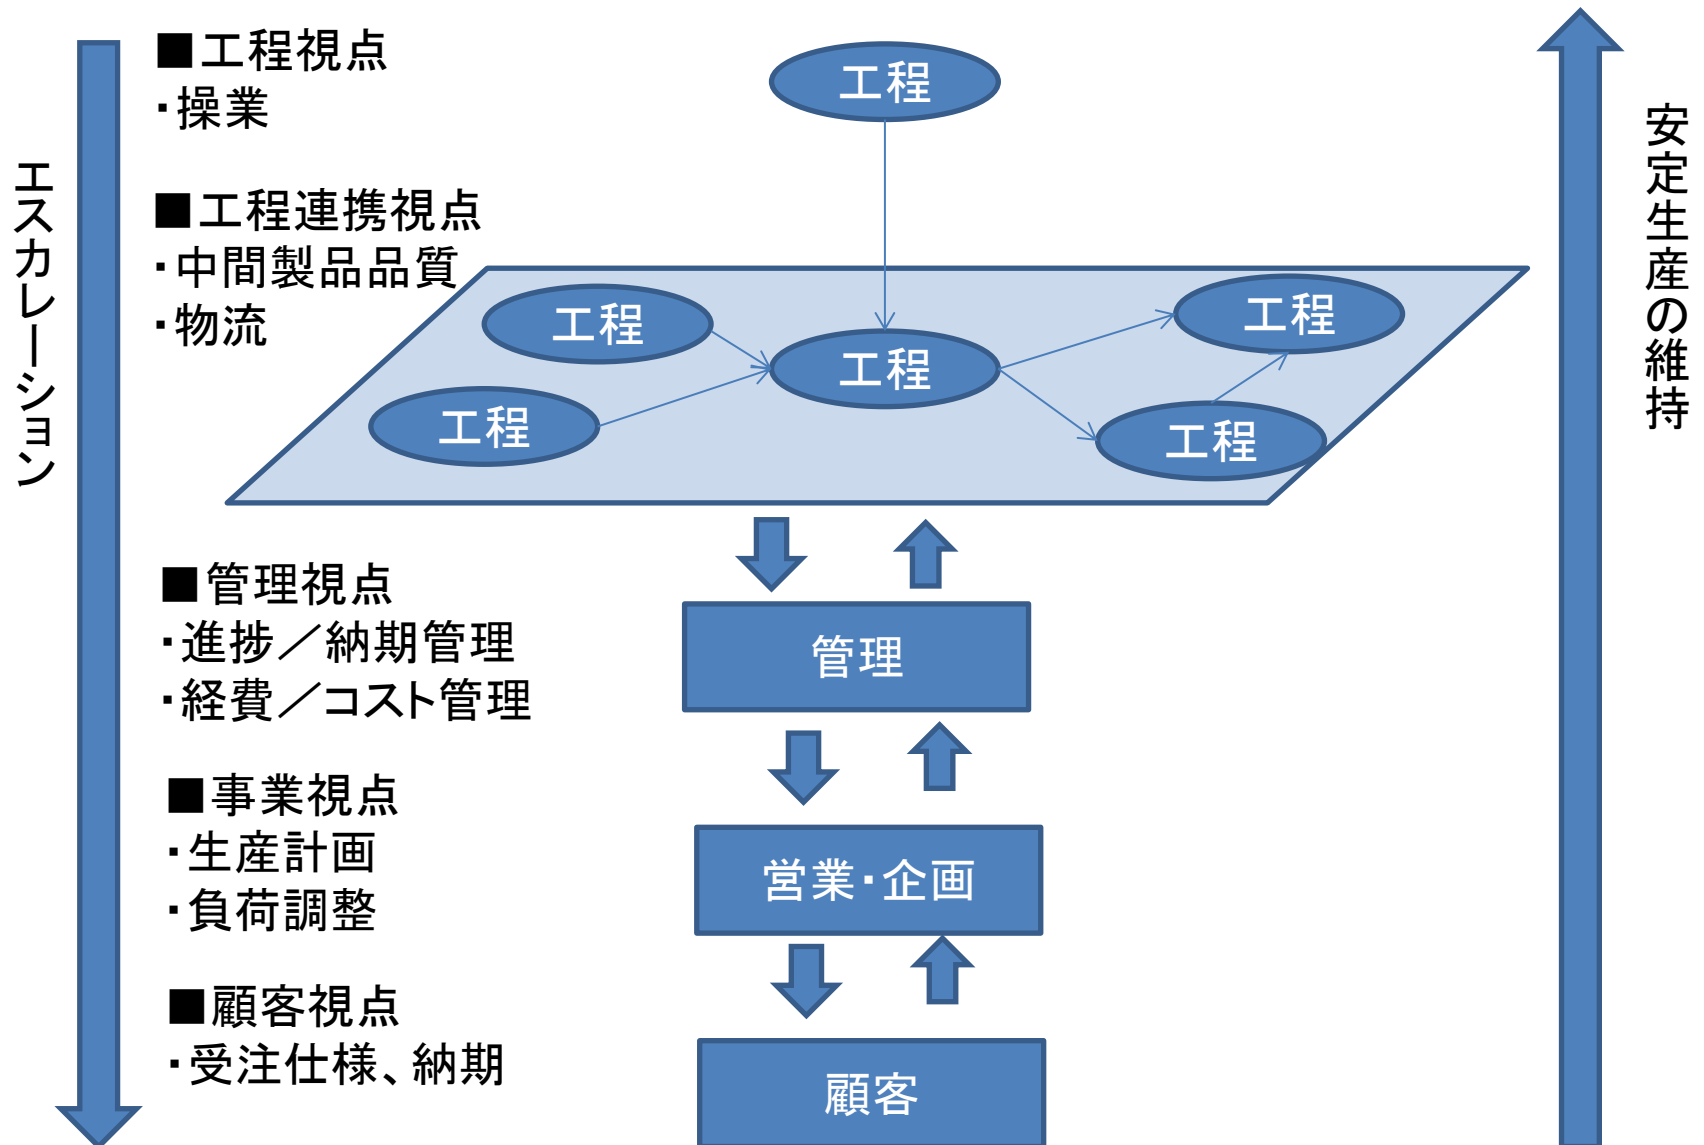 エスカレーション
■工程視点
・操業
■工程連携視点
・中間製品品質
・物流
■管理視点
・進捗／納期管理
・経費／コスト管理
■事業視点
・生産計画
・負荷調整
■顧客視点
・受注仕様、納期
工程
工程
工程
工程
工程
工程
管理
営業・企画
顧客
安定生産の維持